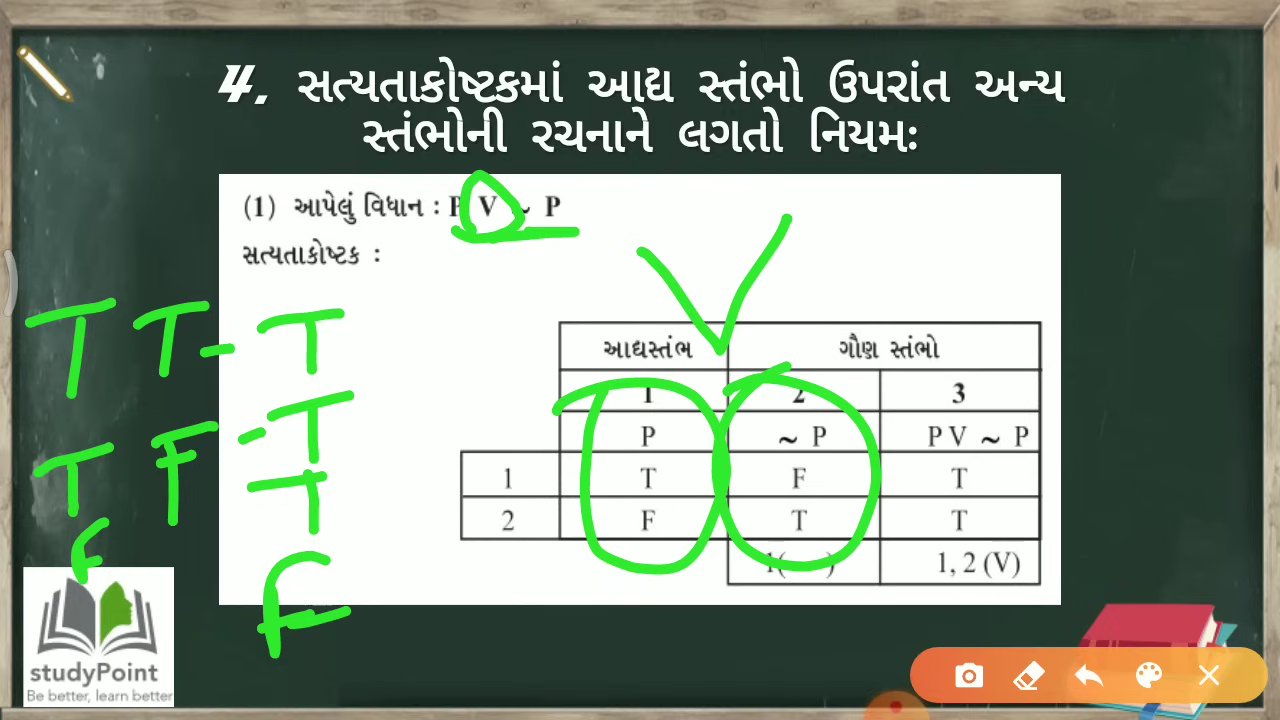 4. સત્યતાકોષ્ટકમાં આદ્ય સ્તંભો ઉપરાંત અન્ય
સ્તંભોની રચનાને લગતો નિયમઃ
(1) આપેલું વિધાન : P V ~ P
સત્યતાકોષ્ટક :
આદ્યસ્તંભ ગૌણ સ્તંભો
1 2 3
P ~ P P V ~ P
1 T F T
2 F T T
1( ) 1, 2 (V)
V
T T - T
T F - T
T
F
F
studyPoint
Be better, learn better